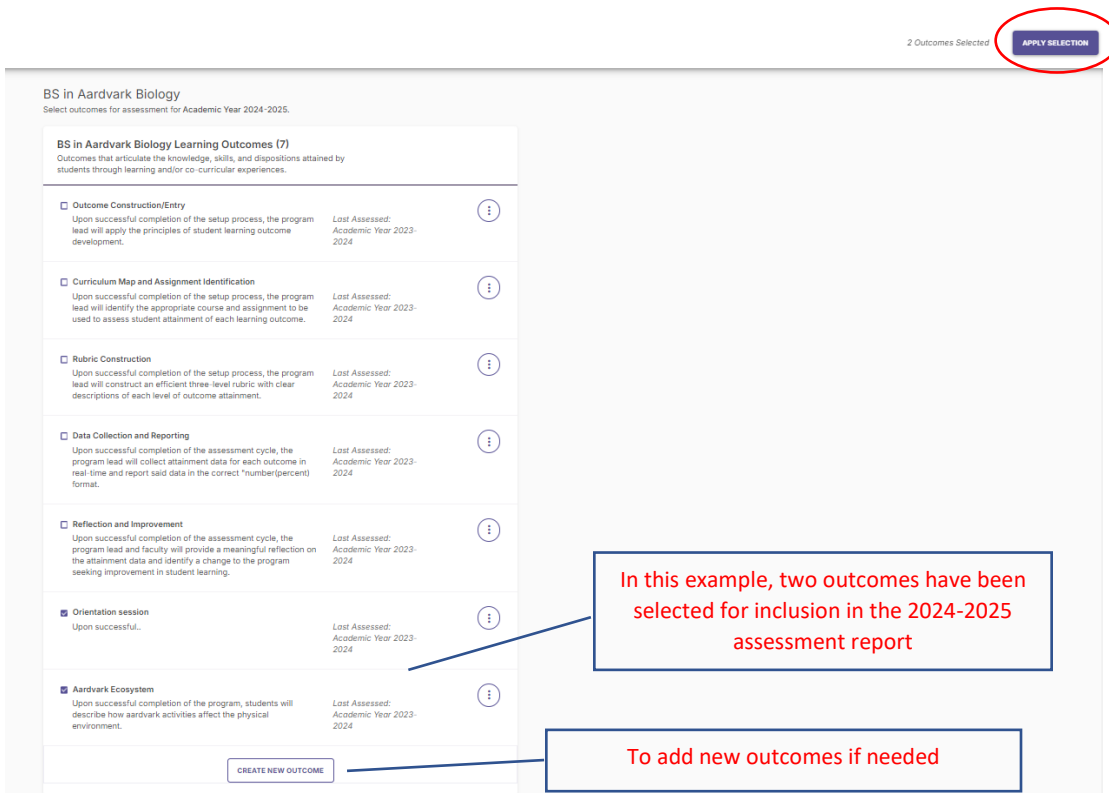 2 Outcomes Selected
APPLY SELECTION
BS in Aardvark Biology
Select outcomes for assessment for Academic Year 2024-2025.
BS in Aardvark Biology Learning Outcomes (7)
Outcomes that articulate the knowledge, skills, and dispositions attained by
students through learning and/or co-curricular experiences.
Outcome Construction/Entry
Upon successful completion of the setup process, the program
lead will apply the principles of student learning outcome
development.
Last Assessed:
Academic Year 2023-
2024
Curriculum Map and Assignment Identification
Upon successful completion of the setup process, the program
lead will identify the appropriate course and assignment to be
used to assess student attainment of each learning outcome.
Last Assessed:
Academic Year 2023-
2024
Rubric Construction
Upon successful completion of the setup process, the program
lead will construct an efficient three-level rubric with clear
descriptions of each level of outcome attainment.
Last Assessed:
Academic Year 2023-
2024
Data Collection and Reporting
Upon successful completion of the assessment cycle, the
program lead will collect attainment data for each outcome in
real-time and report said data in the correct "number(percent)
format.
Last Assessed:
Academic Year 2023-
2024
Reflection and Improvement
Upon successful completion of the assessment cycle, the
program lead and faculty will provide a meaningful reflection on
the attainment data and identify a change to the program
seeking improvement in student learning.
Last Assessed:
Academic Year 2023-
2024
In this example, two outcomes have been
selected for inclusion in the 2024-2025
assessment report
Orientation session
Upon successful..
Last Assessed:
Academic Year 2023-
2024
Aardvark Ecosystem
Upon successful completion of the program, students will
describe how aardvark activities affect the physical
environment.
Last Assessed:
Academic Year 2023-
2024
To add new outcomes if needed
CREATE NEW OUTCOME